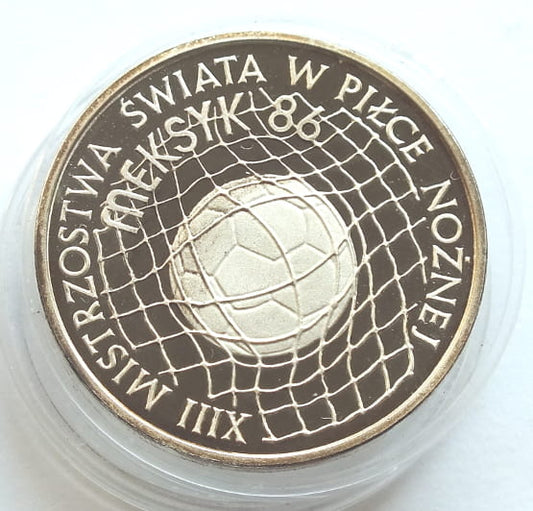 XIII MISTRZOSTWA ŚWIATA W PIŁCE NOŻNEJ
MEKSYK 86